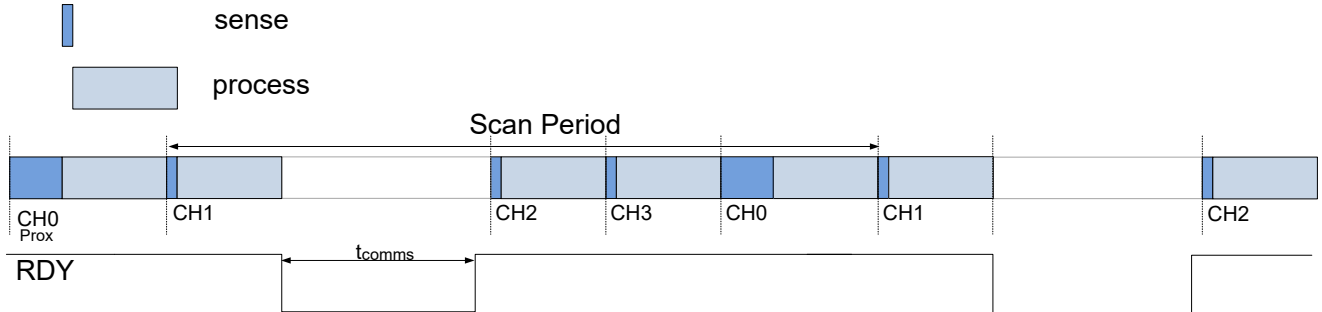 sense
process
Scan Period
CH0
Prox
CH1
CH2
CH3
CH0
CH1
CH2
RDY
tcomms